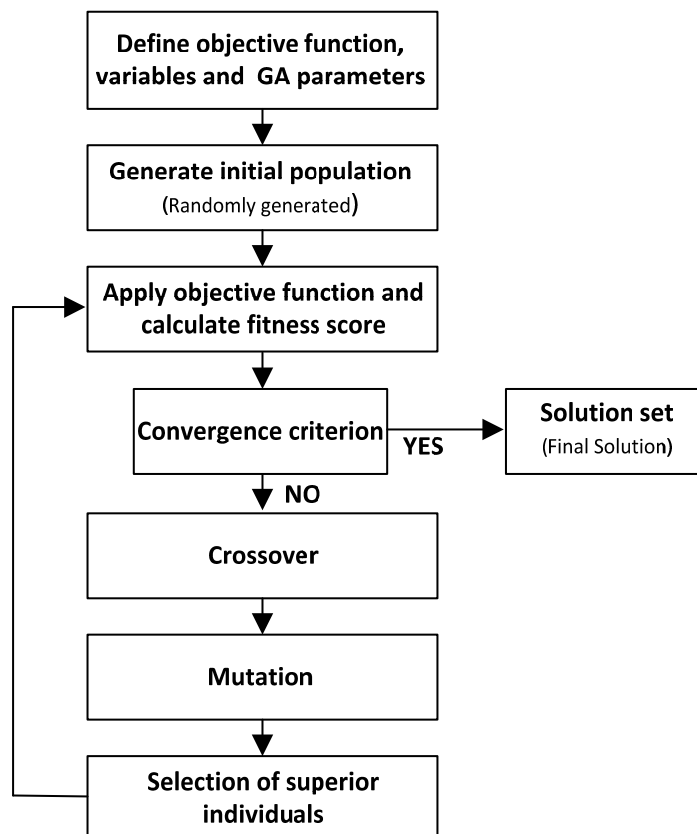 Define objective function,
variables and GA parameters
Generate initial population
(Randomly generated)
Apply objective function and
calculate fitness score
Convergence criterion
YES
Solution set
(Final Solution)
NO
Crossover
Mutation
Selection of superior
individuals